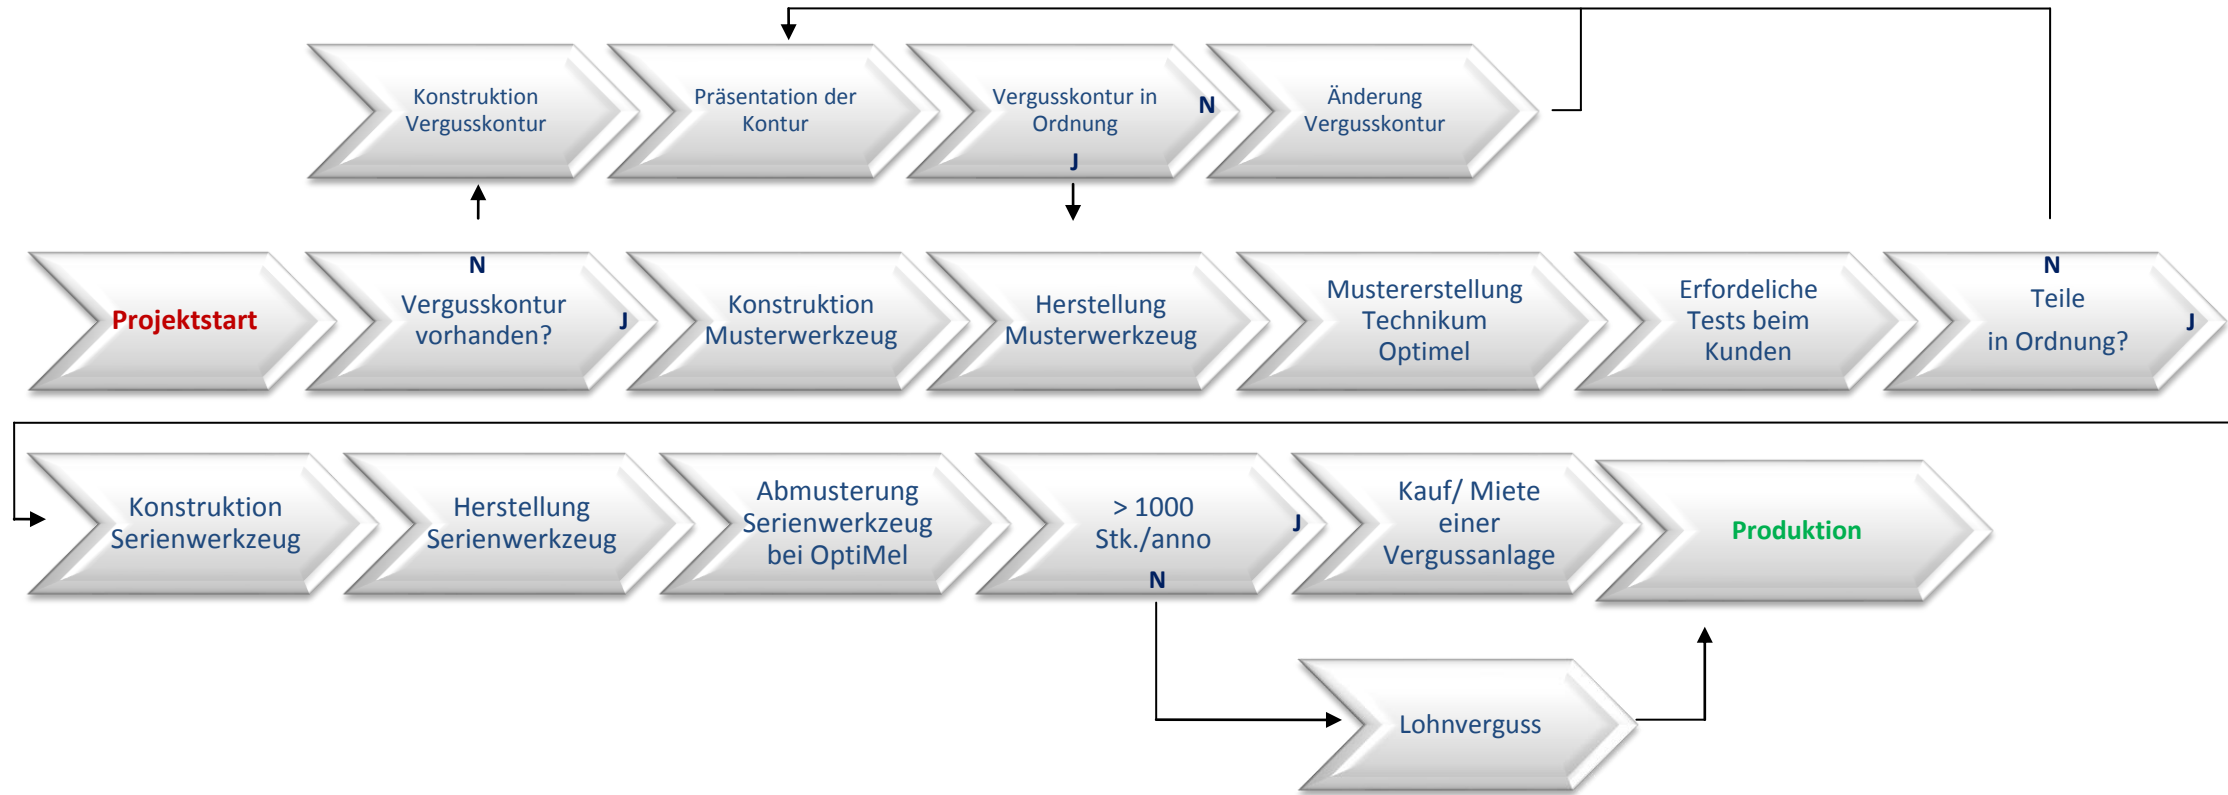 Konstruktion
Vergusskontur
Präsentation der
Kontur
Vergusskontur in
Ordnung
N
J
Änderung
Vergusskontur
Projektstart
N
Vergusskontur
vorhanden?
J
Konstruktion
Musterwerkzeug
Herstellung
Musterwerkzeug
Mustererstellung
Technikum
Optimel
Erfordeliche
Tests beim
Kunden
N
Teile
in Ordnung?
J
Konstruktion
Serienwerkzeug
Herstellung
Serienwerkzeug
Abmusterung
Serienwerkzeug
bei OptiMel
> 1000
Stk./anno
J
N
Kauf/ Miete
einer
Vergussanlage
Produktion
Lohnverguss